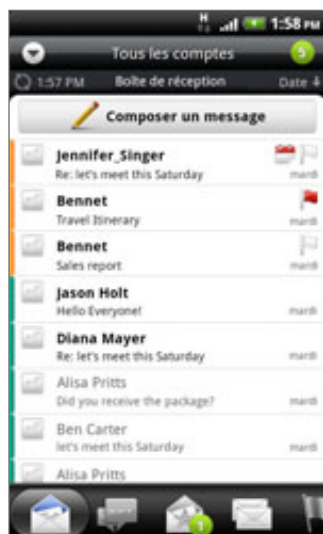 H
1:58 PM
Tous les comptes
5
1:57 PM Boîte de réception Date
Composer un message
Jennifer_Singer
Re: let's meet this Saturday mardi
Bennet
Travel Itinerary mardi
Bennet
Sales report mardi
Jason Holt
Hello Everyone! mardi
Diana Mayer
Re: let's meet this Saturday mardi
Alisa Pritts
Did you receive the package? mardi
Ben Carter
let's meet this Saturday mardi
Alisa Pritts
1